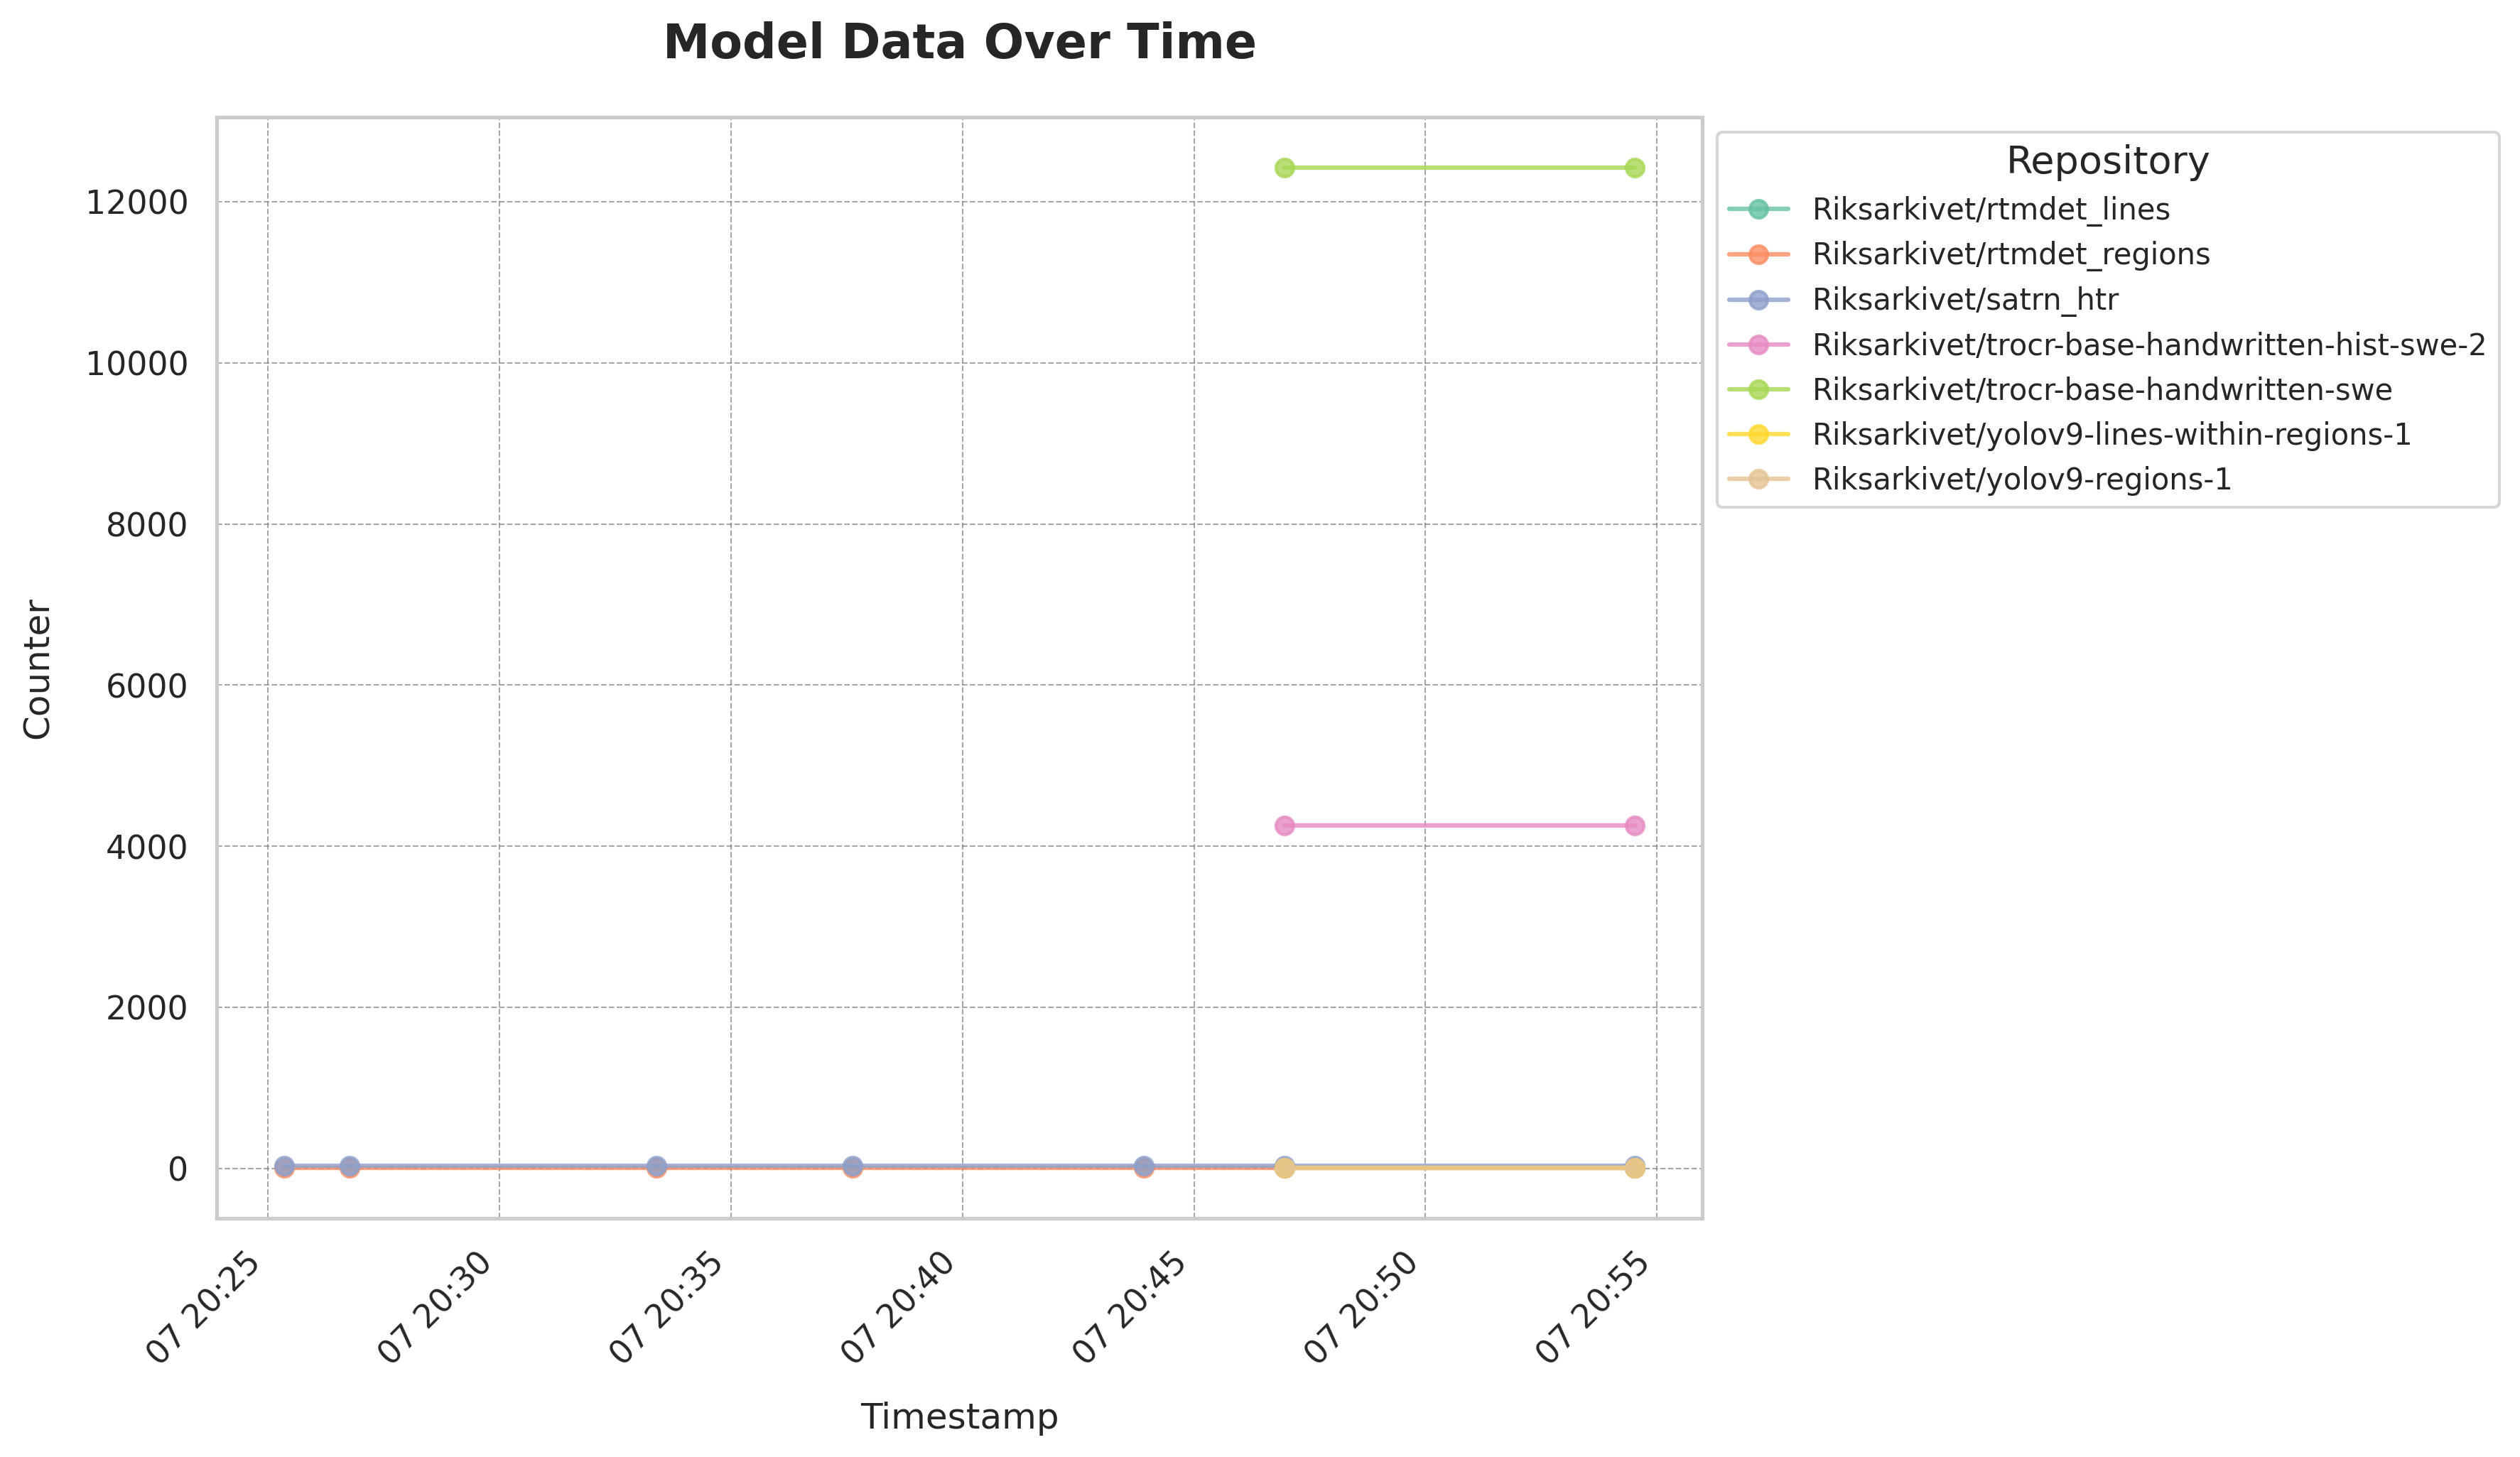 Model Data Over Time
Counter
12000
10000
8000
6000
4000
2000
0
07 20:25
07 20:30
07 20:35
07 20:40
07 20:45
07 20:50
07 20:55
Timestamp
Repository
Riksarkivet/rtmdet_lines
Riksarkivet/rtmdet_regions
Riksarkivet/satrn_htr
Riksarkivet/trocr-base-handwritten-hist-swe-2
Riksarkivet/trocr-base-handwritten-swe
Riksarkivet/yolov9-lines-within-regions-1
Riksarkivet/yolov9-regions-1